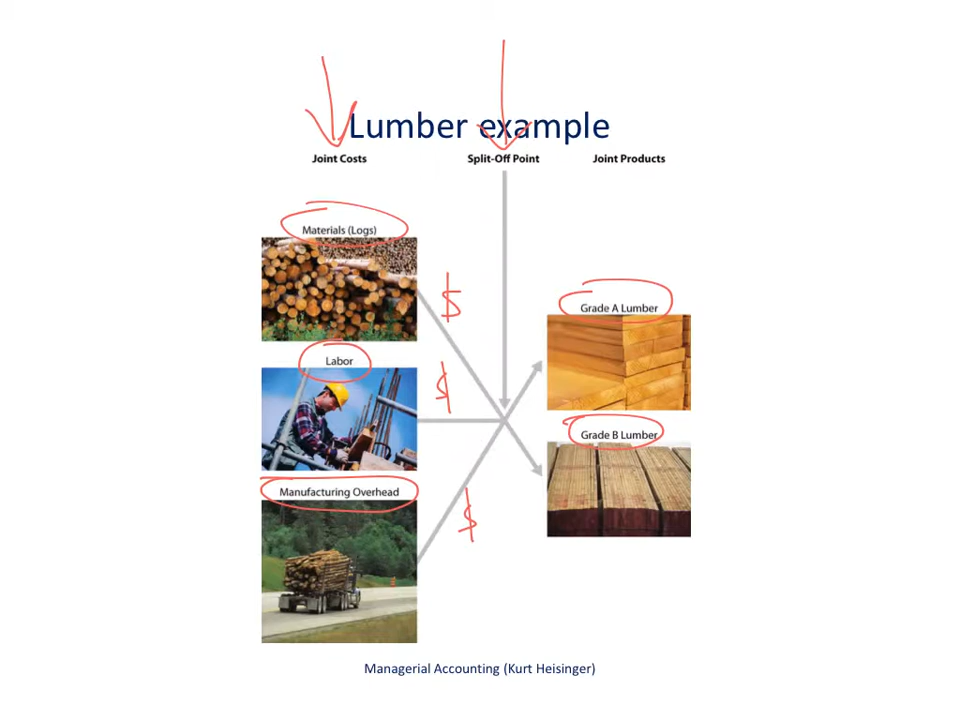 Lumber example
Joint Costs Split-Off Point Joint Products
Materials (Logs)
$
Grade A Lumber
Labor
$
Grade B Lumber
Manufacturing Overhead
$
Managerial Accounting (Kurt Heisinger)